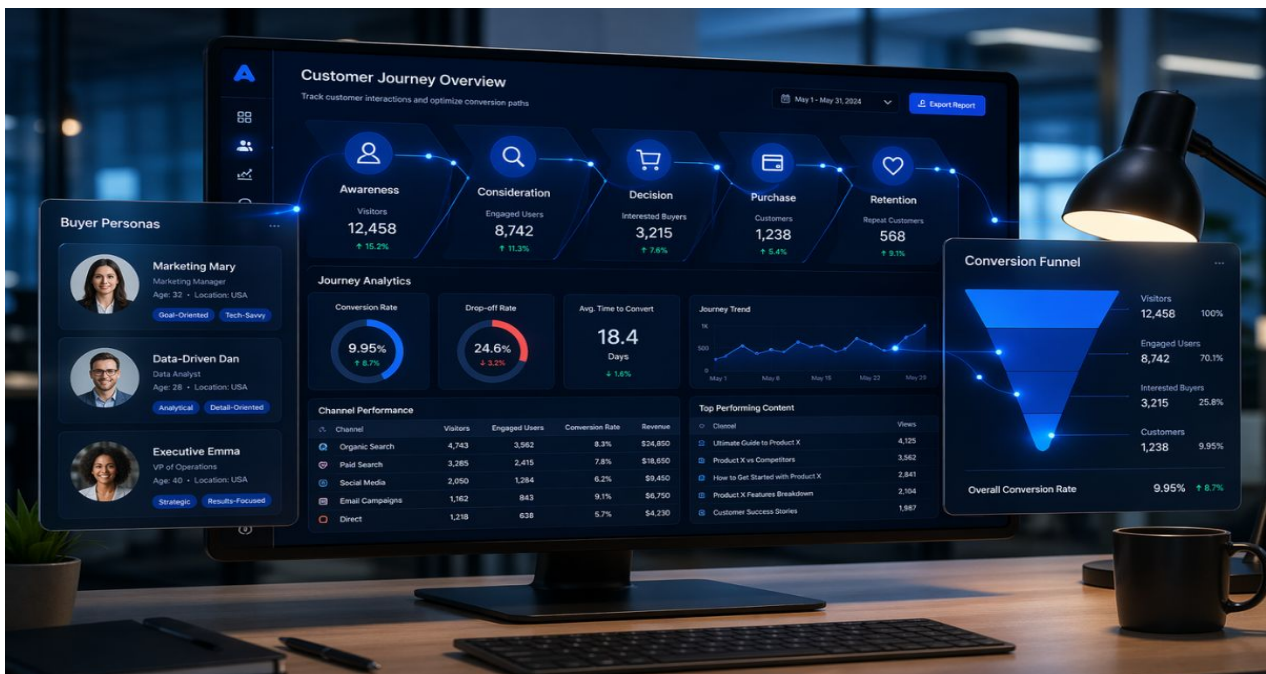 Customer Journey Overview
Track customer interactions and optimize conversion paths
May 1 - May 31, 2024
Export Report
Awareness
Visitors
12,458
↑ 15.2%
Consideration
Engaged Users
8,742
↑ 11.3%
Decision
Interested Buyers
3,215
↑ 7.6%
Purchase
Customers
1,238
↑ 5.4%
Retention
Repeat Customers
568
↑ 9.1%
Buyer Personas
Marketing Mary
Marketing Manager
Age: 32 • Location: USA
Goal-Oriented Tech-Savvy
Data-Driven Dan
Data Analyst
Age: 28 • Location: USA
Analytical Detail-Oriented
Executive Emma
VP of Operations
Age: 40 • Location: USA
Strategic Results-Focused
Journey Analytics
Conversion Rate
9.95%
↑ 8.7%
Drop-off Rate
24.6%
↓ 3.2%
Avg. Time to Convert
18.4
Days
↓ 1.6%
Journey Trend
1K
500
0
May 1 May 8 May 15 May 22 May 29
Channel Performance
Channel Visitors Engaged Users Conversion Rate Revenue
Organic Search 4,743 3,562 8.3% $24,850
Paid Search 3,285 2,415 7.8% $18,650
Social Media 2,050 1,284 6.2% $9,450
Email Campaigns 1,162 843 9.1% $6,750
Direct 1,218 638 5.7% $4,230
Top Performing Content
Channel Views
Ultimate Guide to Product X 4,125
Product X vs Competitors 3,562
How to Get Started with Product X 2,841
Product X Features Breakdown 2,104
Customer Success Stories 1,987
Conversion Funnel
Visitors
12,458 100%
Engaged Users
8,742 70.1%
Interested Buyers
3,215 25.8%
Customers
1,238 9.95%
Overall Conversion Rate 9.95% ↑ 8.7%